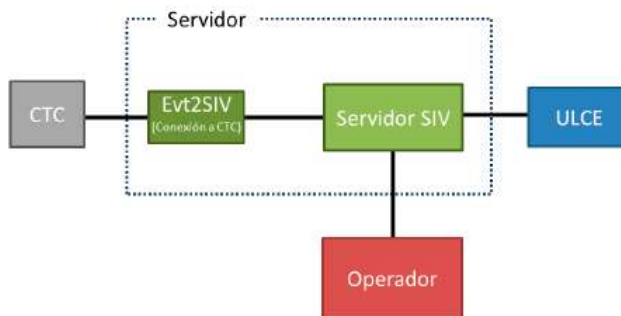 Servidor
CTC
Evt2SIV
(Conexión a CTC)
Servidor SIV
ULCE
Operador